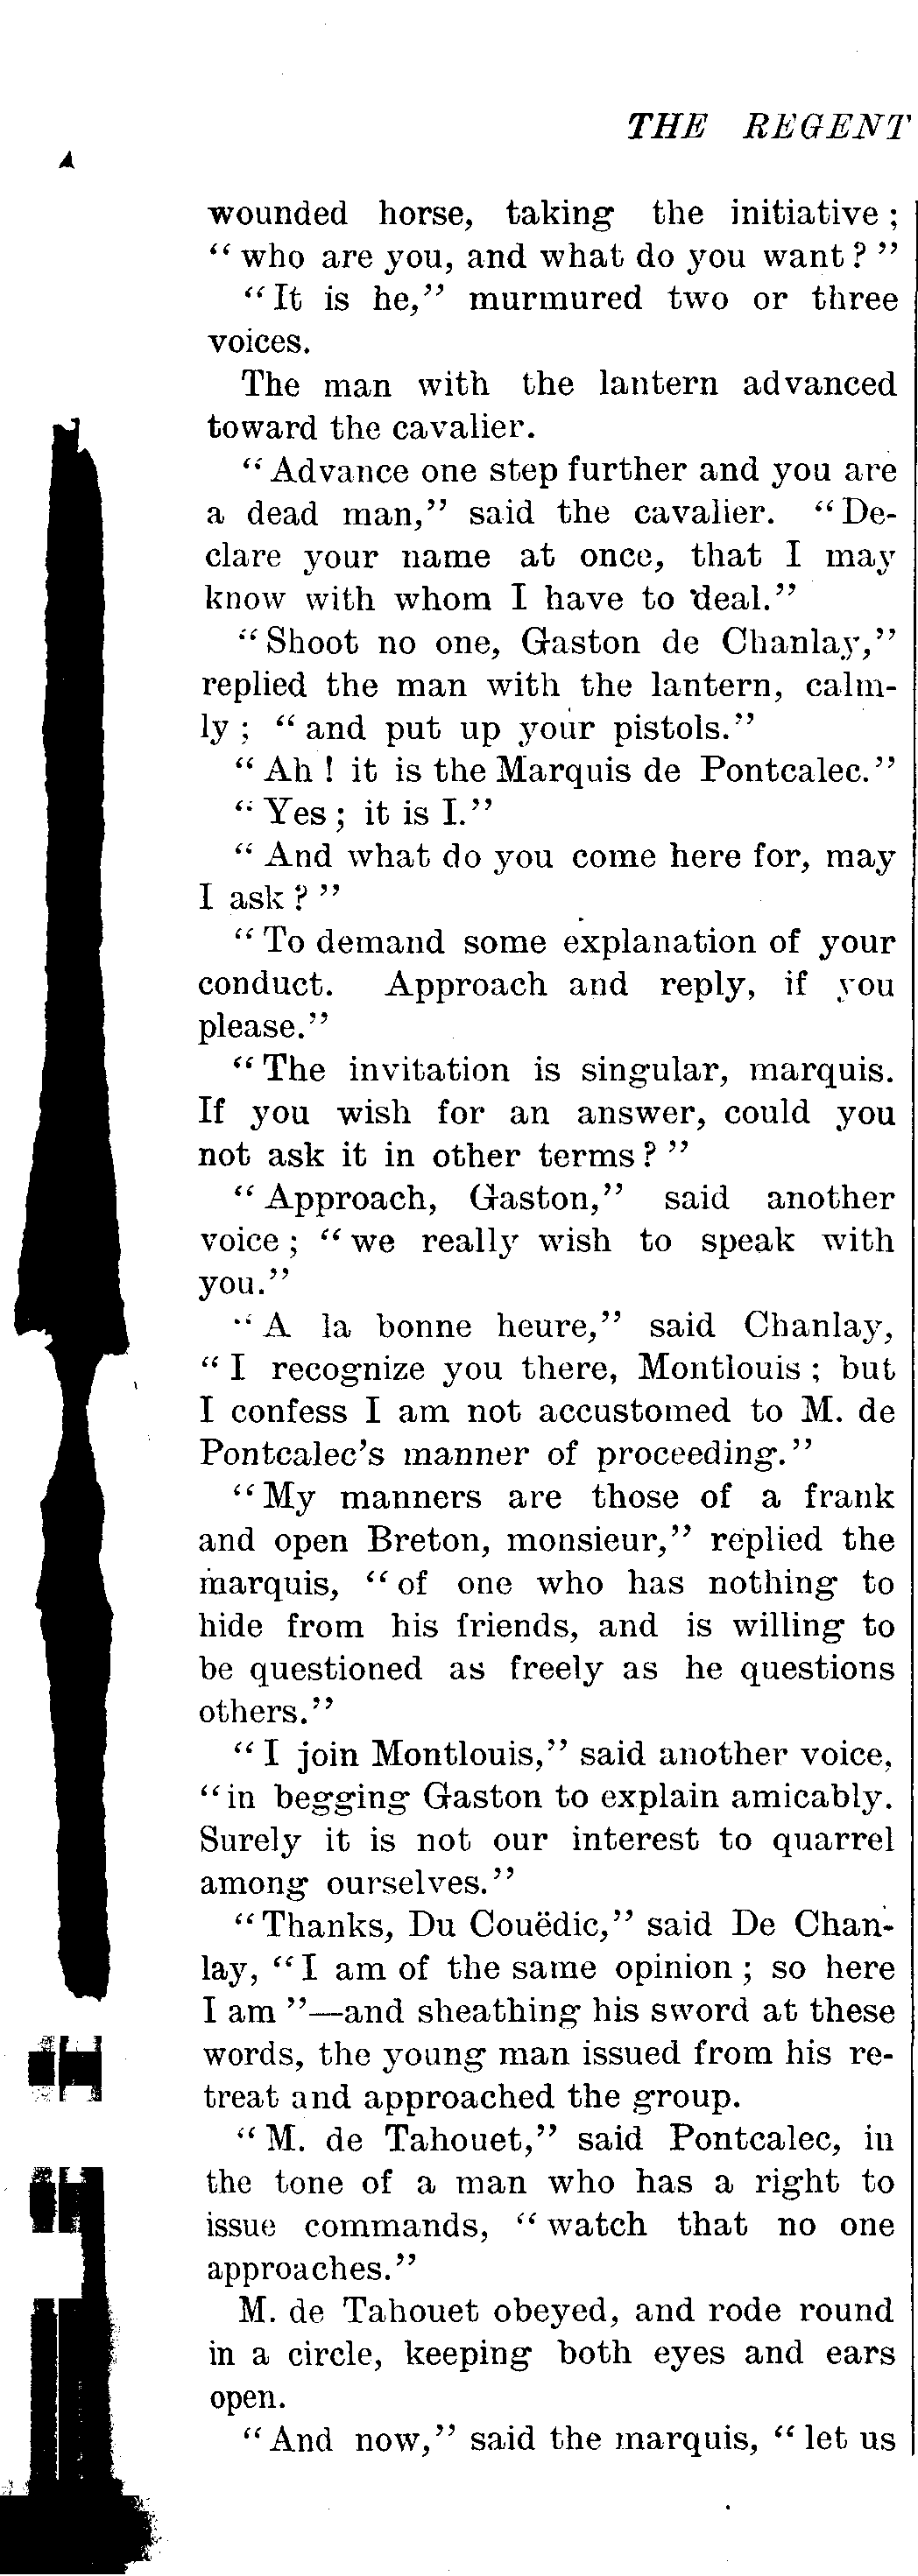 THE REGENT
wounded horse, taking the initiative;
“who are you, and what do you want?”
“It is he,” murmured two or three
voices.
The man with the lantern advanced
toward the cavalier.
“Advance one step further and you are
a dead man,” said the cavalier. “De-
clare your name at once, that I may
know with whom I have to deal.”
“Shoot no one, Gaston de Chanlay,”
replied the man with the lantern, calm-
ly; “and put up your pistols.”
“Ah! it is the Marquis de Pontcalec.”
“Yes; it is I.”
“And what do you come here for, may
I ask?”
“To demand some explanation of your
conduct. Approach and reply, if you
please.”
“The invitation is singular, marquis.
If you wish for an answer, could you
not ask it in other terms?”
“Approach, Gaston,” said another
voice; “we really wish to speak with
you.”
“A la bonne heure,” said Chanlay,
“I recognize you there, Montlouis; but
I confess I am not accustomed to M. de
Pontcalec’s manner of proceeding.”
“My manners are those of a frank
and open Breton, monsieur,” replied the
marquis, “of one who has nothing to
hide from his friends, and is willing to
be questioned as freely as he questions
others.”
“I join Montlouis,” said another voice,
“in begging Gaston to explain amicably.
Surely it is not our interest to quarrel
among ourselves.”
“Thanks, Du Couëdic,” said De Chan-
lay, “I am of the same opinion; so here
I am”—and sheathing his sword at these
words, the young man issued from his re-
treat and approached the group.
“M. de Tahouet,” said Pontcalec, in
the tone of a man who has a right to
issue commands, “watch that no one
approaches.”
M. de Tahouet obeyed, and rode round
in a circle, keeping both eyes and ears
open.
“And now,” said the marquis, “let us